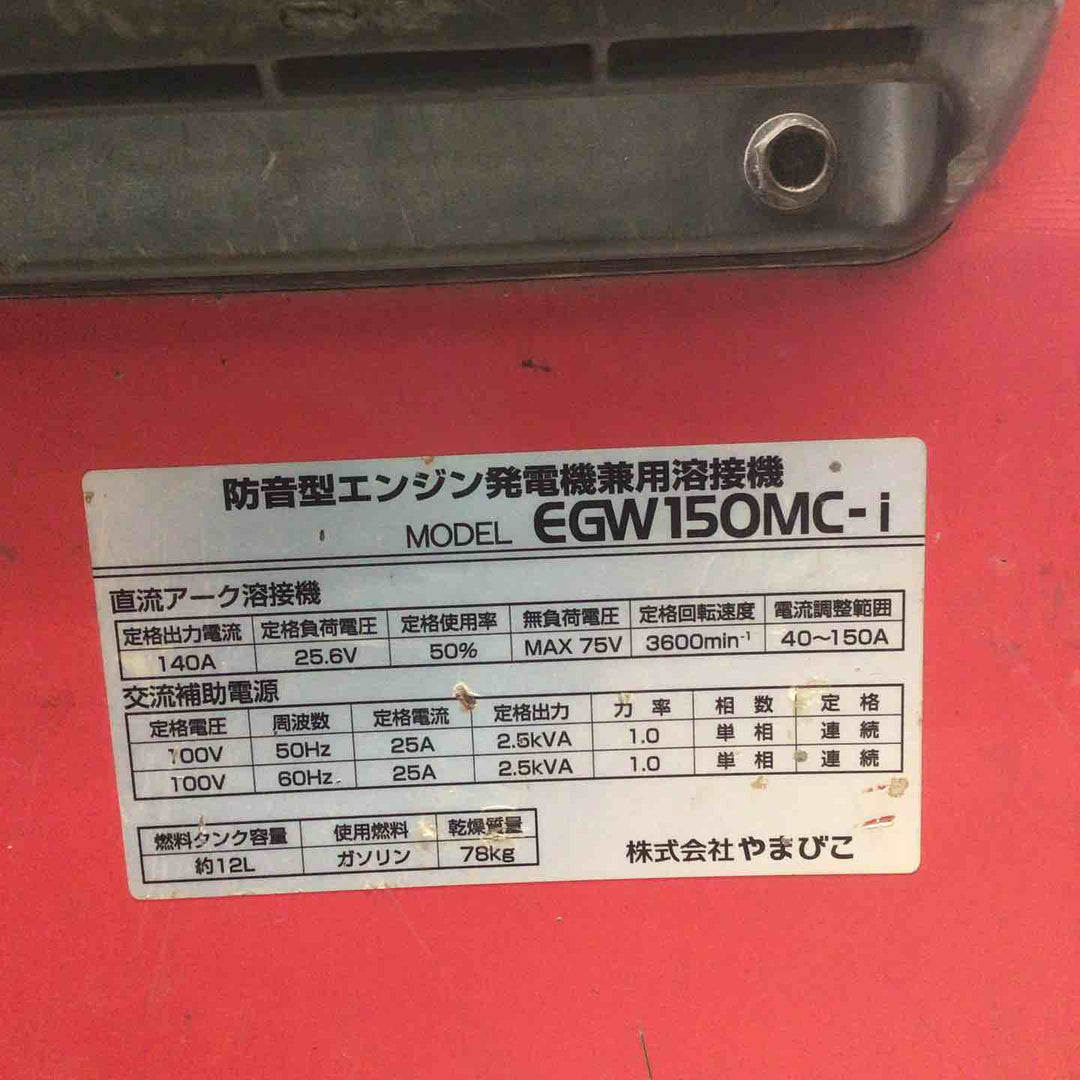 防音型エンジン発電機兼用溶接機
MODEL EGW150MC-i
直流アーク溶接機
定格出力電流 定格負荷電圧 定格使用率 無負荷電圧 定格回転速度 電流調整範囲
140A 25.6V 50% MAX 75V 3600min⁻¹ 40〜150A
交流補助電源
定格電圧 周波数 定格電流 定格出力 力率 相数 定格
100V 50Hz 25A 2.5kVA 1.0 単相 連続
100V 60Hz 25A 2.5kVA 1.0 単相 連続
燃料タンク容量 使用燃料 乾燥質量
約12L ガソリン 78kg
株式会社やまびこ